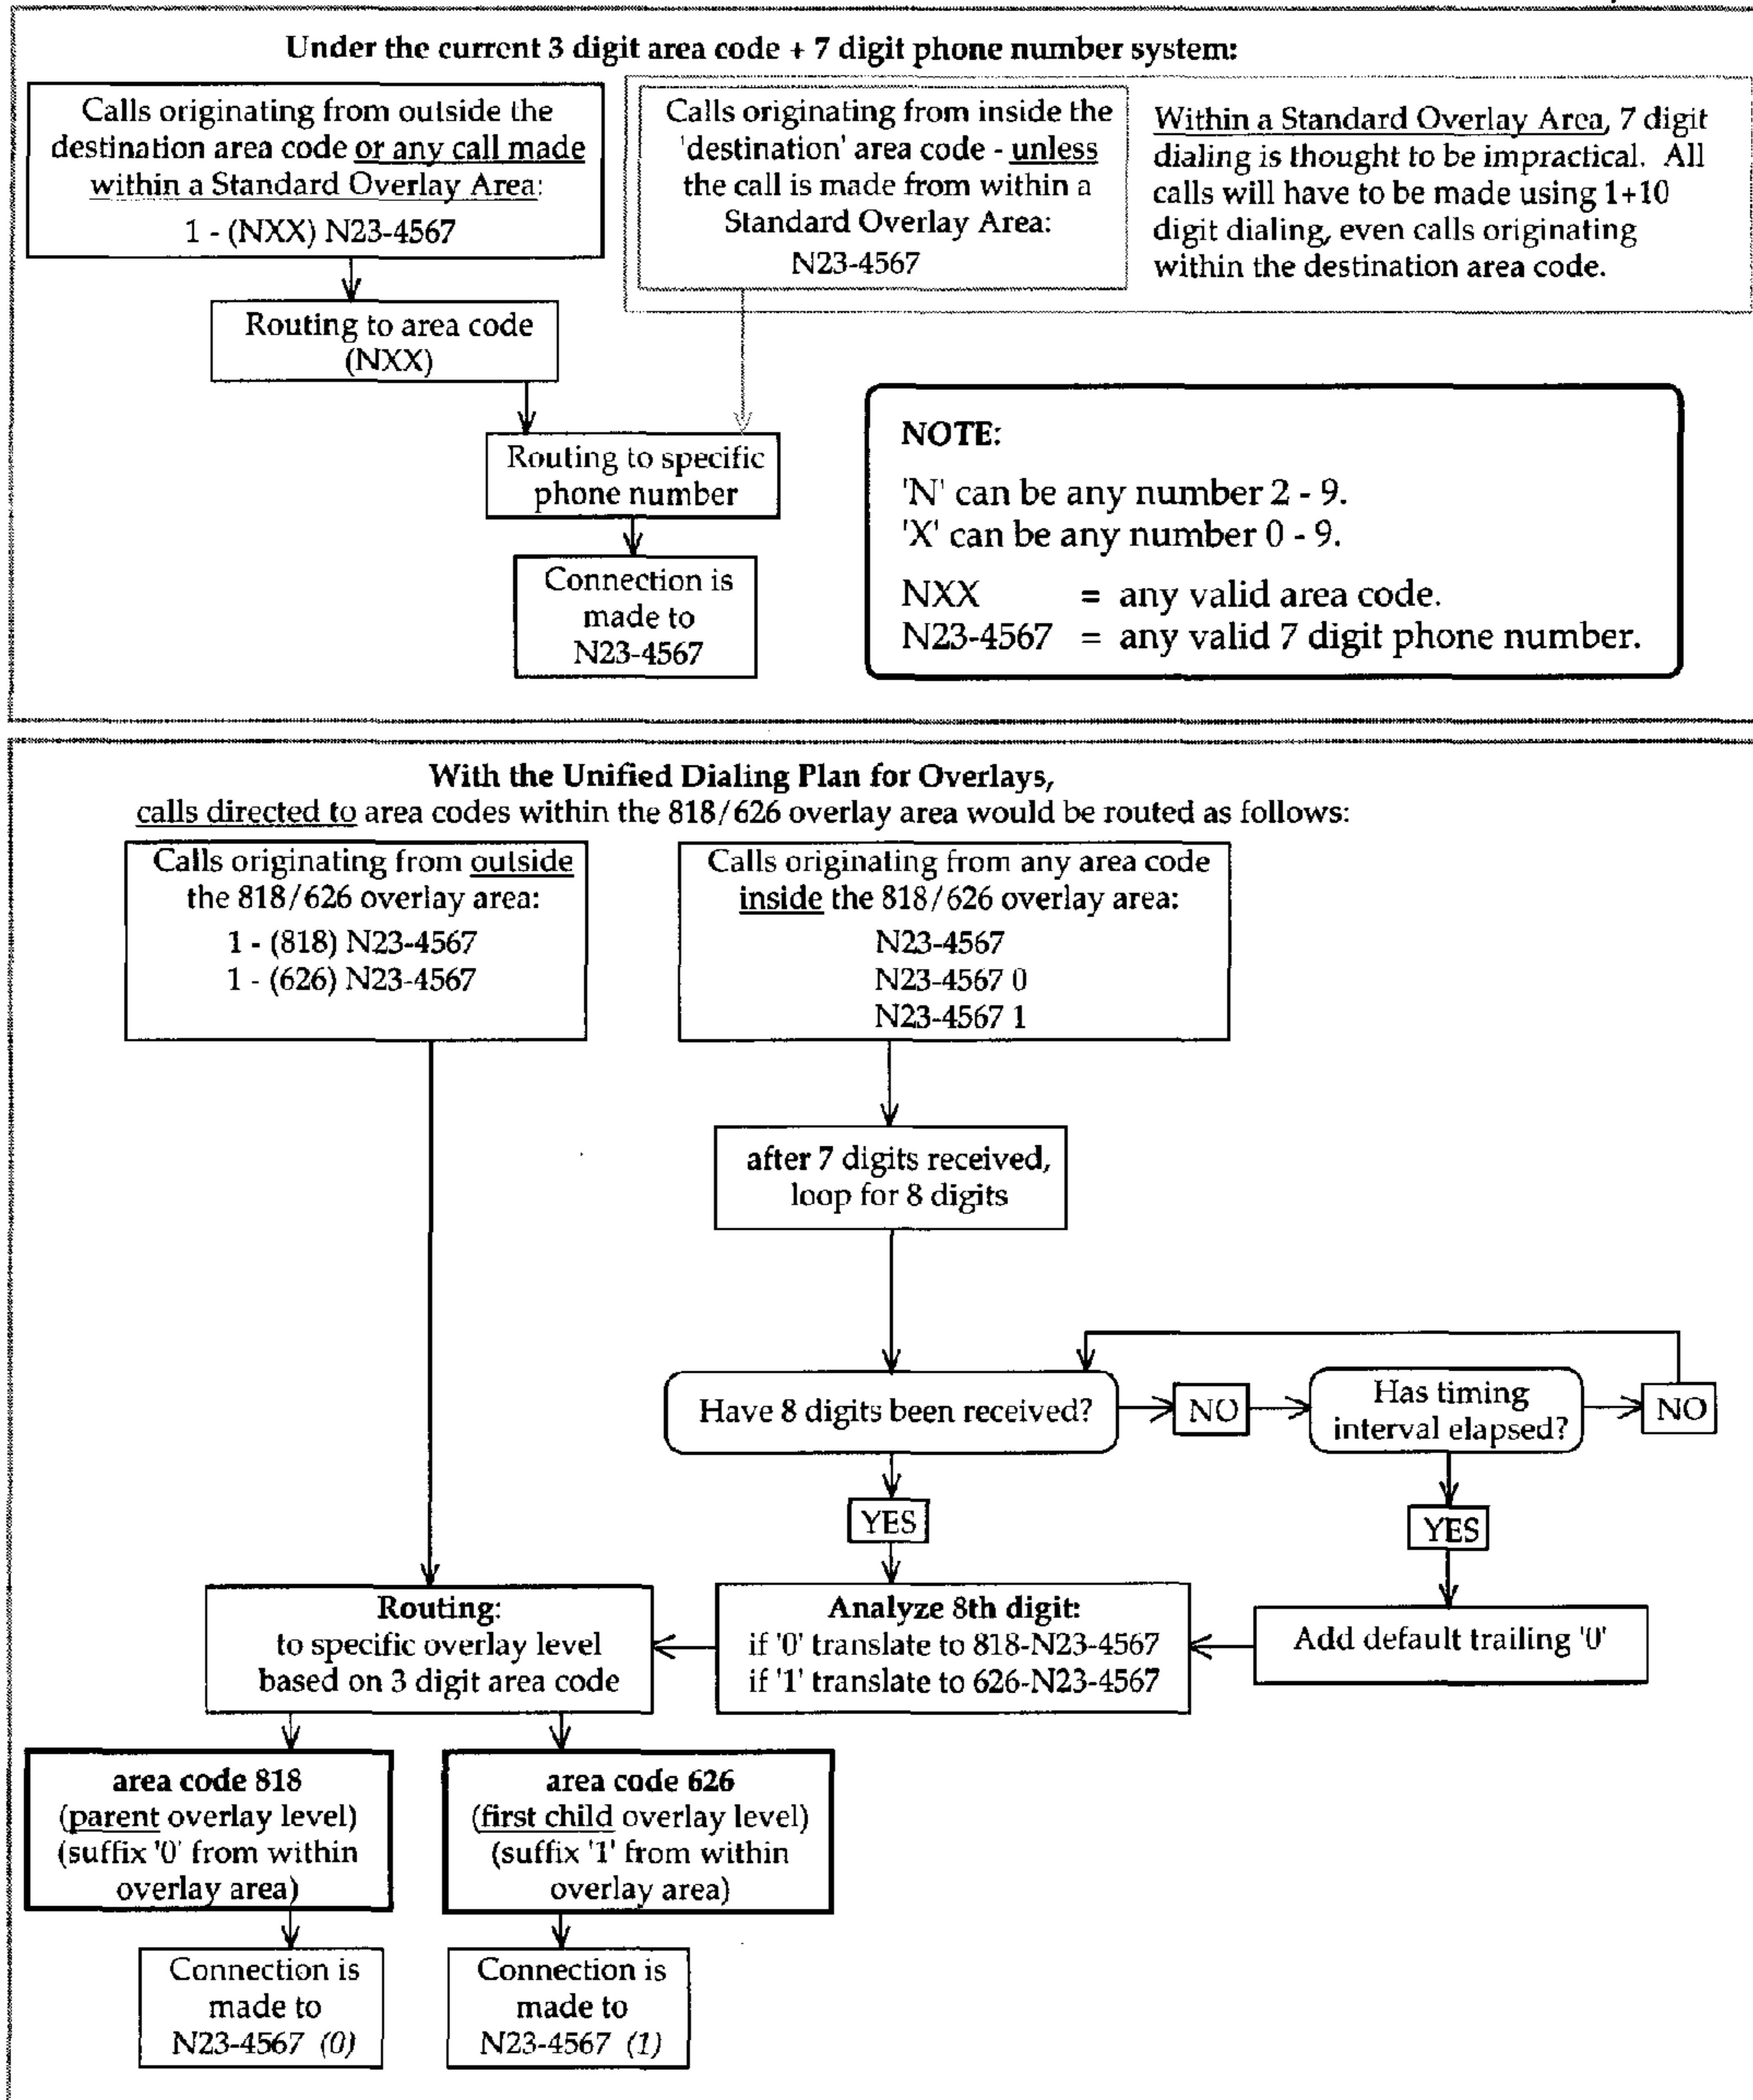 Under the current 3 digit area code + 7 digit phone number system:
Calls originating from outside the
destination area code or any call made
within a Standard Overlay Area:
1 - (NXX) N23-4567
Calls originating from inside the
'destination' area code - unless
the call is made from within a
Standard Overlay Area:
N23-4567
Within a Standard Overlay Area, 7 digit
dialing is thought to be impractical. All
calls will have to be made using 1+10
digit dialing, even calls originating
within the destination area code.
Routing to area code
(NXX)
Routing to specific
phone number
Connection is
made to
N23-4567
NOTE:
'N' can be any number 2 - 9.
'X' can be any number 0 - 9.
NXX = any valid area code.
N23-4567 = any valid 7 digit phone number.
With the Unified Dialing Plan for Overlays,
calls directed to area codes within the 818/626 overlay area would be routed as follows:
Calls originating from outside
the 818/626 overlay area:
1 - (818) N23-4567
1 - (626) N23-4567
Calls originating from any area code
inside the 818/626 overlay area:
N23-4567
N23-4567 0
N23-4567 1
after 7 digits received,
loop for 8 digits
Have 8 digits been received?
NO
Has timing
interval elapsed?
NO
YES
YES
Routing:
to specific overlay level
based on 3 digit area code
Analyze 8th digit:
if '0' translate to 818-N23-4567
if '1' translate to 626-N23-4567
Add default trailing '0'
area code 818
(parent overlay level)
(suffix '0' from within
overlay area)
area code 626
(first child overlay level)
(suffix '1' from within
overlay area)
Connection is
made to
N23-4567 (0)
Connection is
made to
N23-4567 (1)